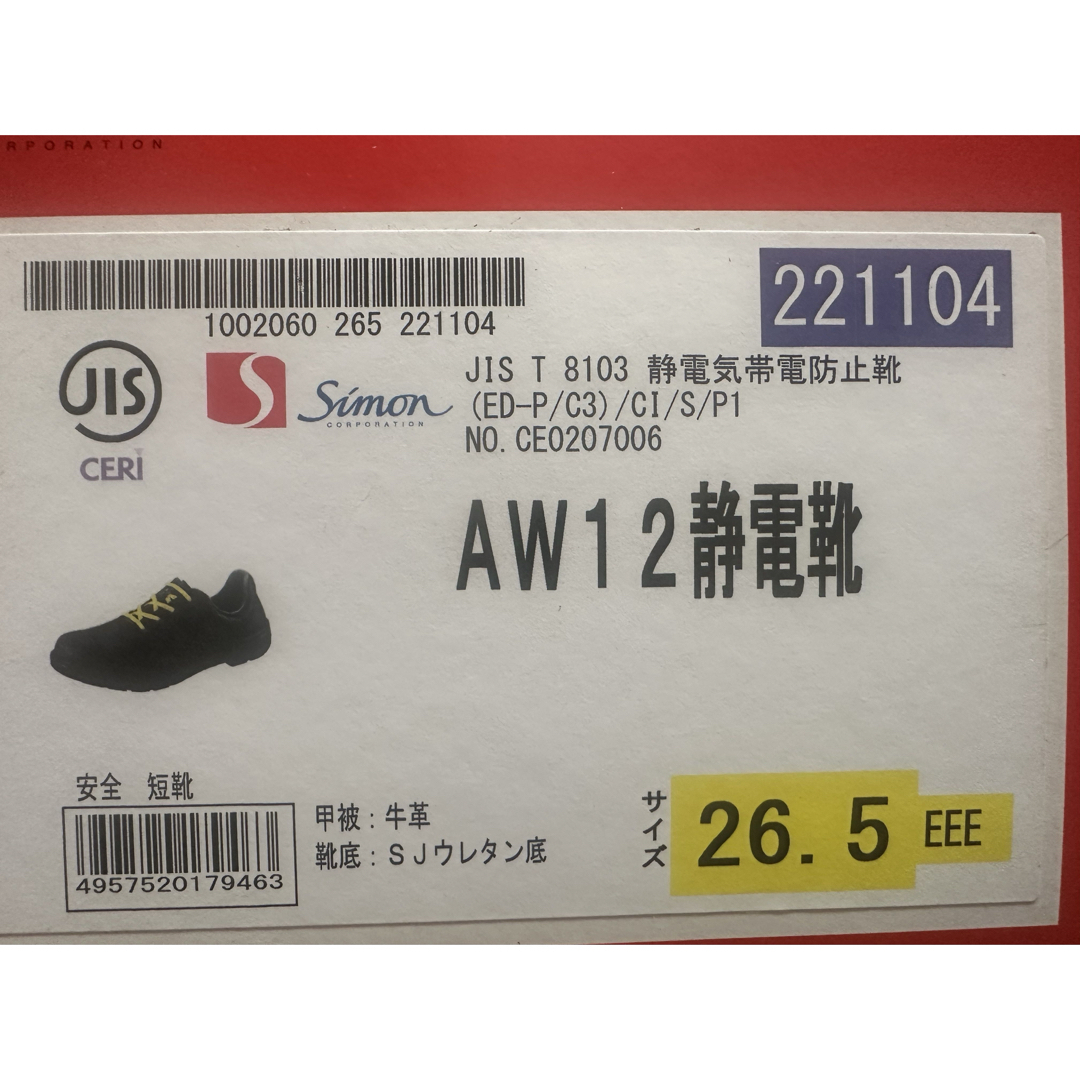 RPORATION
221104
1002060 265 221104
JIS
CERI
S
Simon
CORPORATION
JIS T 8103 静電気帯電防止靴
(ED-P/C3)/CI/S/P1
NO. CE0207006
AW12静電靴
安全 短靴
4957520179463
甲被:牛革
靴底:SJウレタン底
サイズ
26.5 EEE